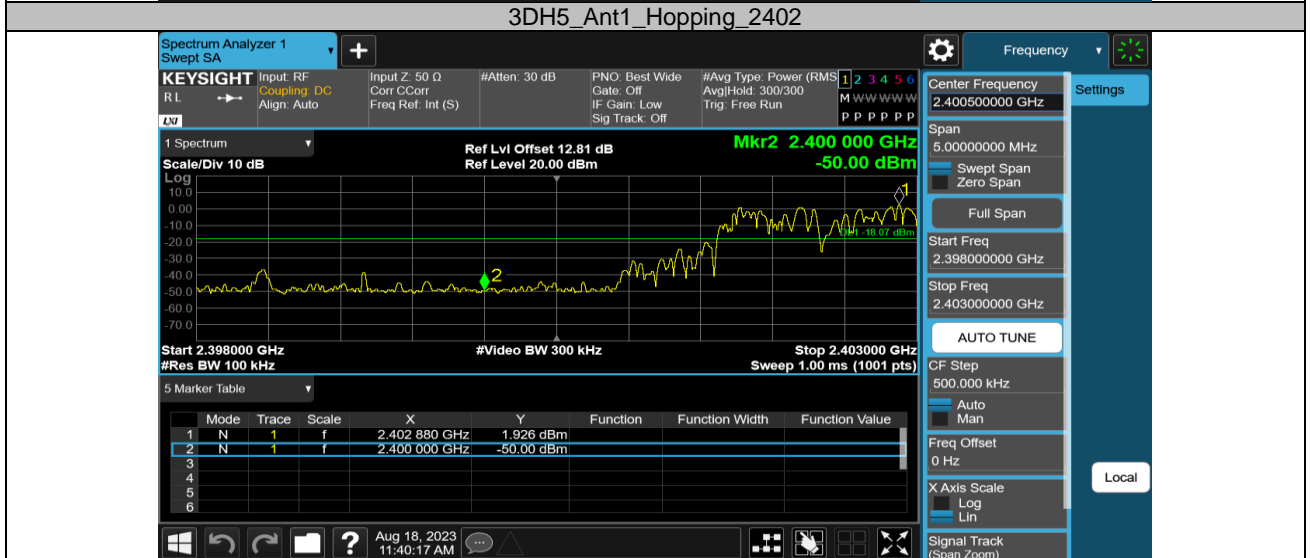 3DH5_Ant1_Hopping_2402
Spectrum Analyzer 1
Swept SA
Frequency
KEYSIGHT
RL
LXI
Input: RF
Coupling: DC
Align: Auto
Input Z: 50 Ω
Corr CCorr
Freq Ref: Int (S)
#Atten: 30 dB
PNO: Best Wide
Gate: Off
IF Gain: Low
Sig Track: Off
#Avg Type: Power (RMS
Avg|Hold: 300/300
Trig: Free Run
1 2 3 4 5 6
M W W W W W
P P P P P P
Center Frequency
2.400500000 GHz
Settings
1 Spectrum
Scale/Div 10 dB
Ref Lvl Offset 12.81 dB
Ref Level 20.00 dBm
Mkr2 2.400 000 GHz
-50.00 dBm
Span
5.00000000 MHz
Swept Span
Zero Span
Full Span
Log
10.0
0.00
-10.0
-20.0
-30.0
-40.0
-50.0
-60.0
-70.0
1
2
DL1 -18.07 dBm
Start Freq
2.398000000 GHz
Stop Freq
2.403000000 GHz
AUTO TUNE
Start 2.398000 GHz
#Res BW 100 kHz
#Video BW 300 kHz
Stop 2.403000 GHz
Sweep 1.00 ms (1001 pts)
CF Step
500.000 kHz
Auto
Man
5 Marker Table
Mode Trace Scale X Y Function Function Width Function Value
1 N 1 f 2.402 880 GHz 1.926 dBm
2 N 1 f 2.400 000 GHz -50.00 dBm
3
4
5
6
Freq Offset
0 Hz
X Axis Scale
Log
Lin
Local
Signal Track
(Span Zoom)
?
Aug 18, 2023
11:40:17 AM